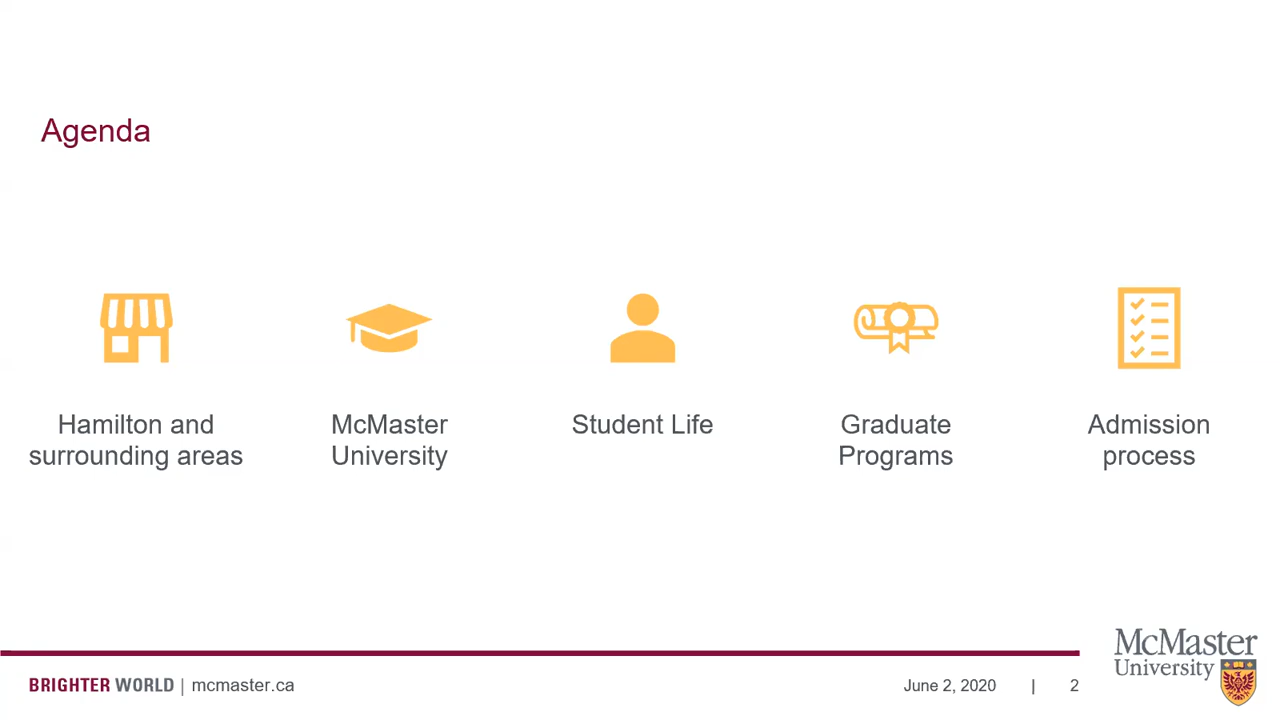 Agenda
Hamilton and
surrounding areas
McMaster
University
Student Life
Graduate
Programs
Admission
process
BRIGHTER WORLD | mcmaster.ca
June 2, 2020 | 2
McMaster
University